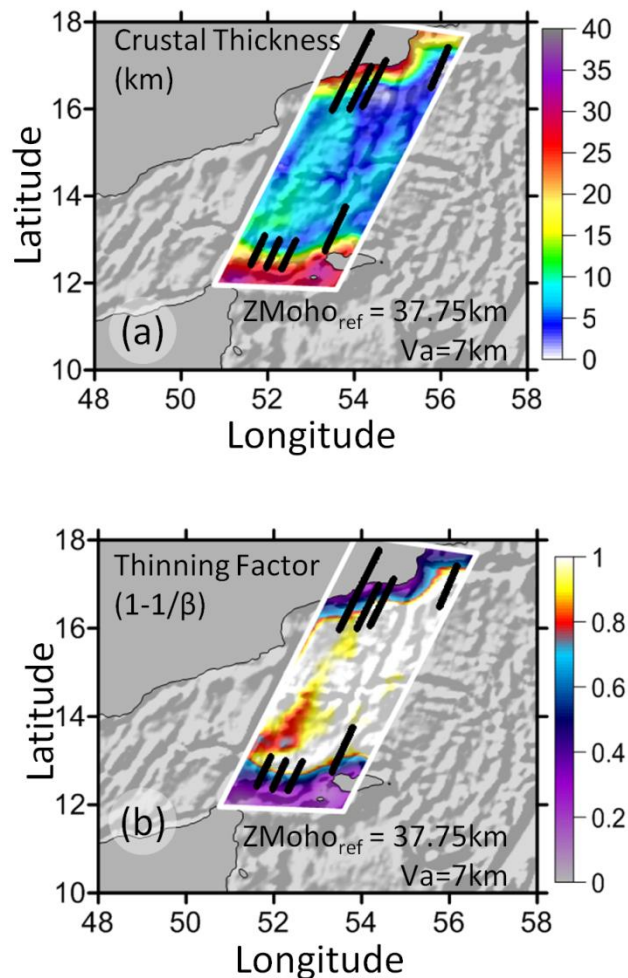 Crustal Thickness
(km)
Latitude
18
16
14
12
10
40
35
30
25
20
15
10
5
0
(a)
ZMoho_ref = 37.75km
Va=7km
48 50 52 54 56 58
Longitude
Thinning Factor
(1-1/β)
Latitude
18
16
14
12
10
1
0.8
0.6
0.4
0.2
0
(b)
ZMoho_ref = 37.75km
Va=7km
48 50 52 54 56 58
Longitude